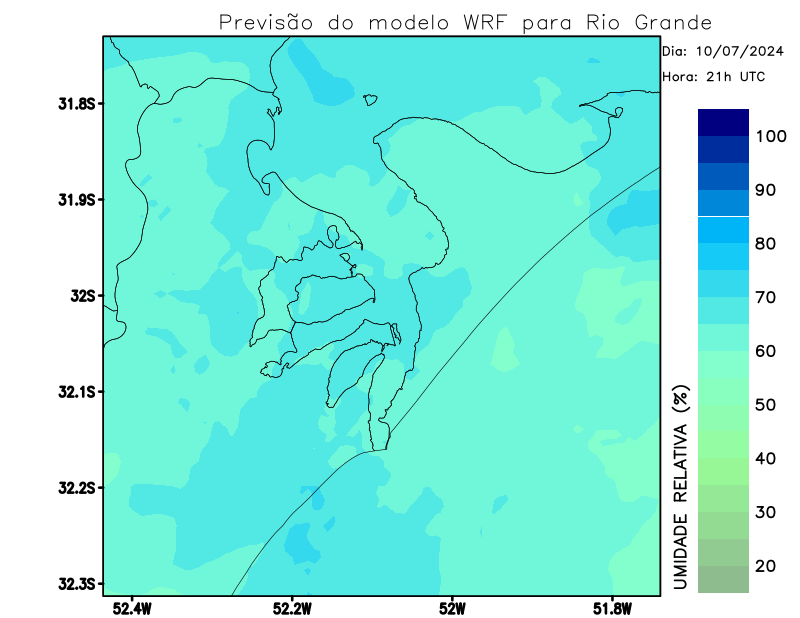 Previsão do modelo WRF para Rio Grande
Dia: 10/07/2024
Hora: 21h UTC
31.8S
31.9S
32S
32.1S
32.2S
32.3S
52.4W
52.2W
52W
51.8W
100
90
80
70
60
50
40
30
20
UMIDADE RELATIVA (%)